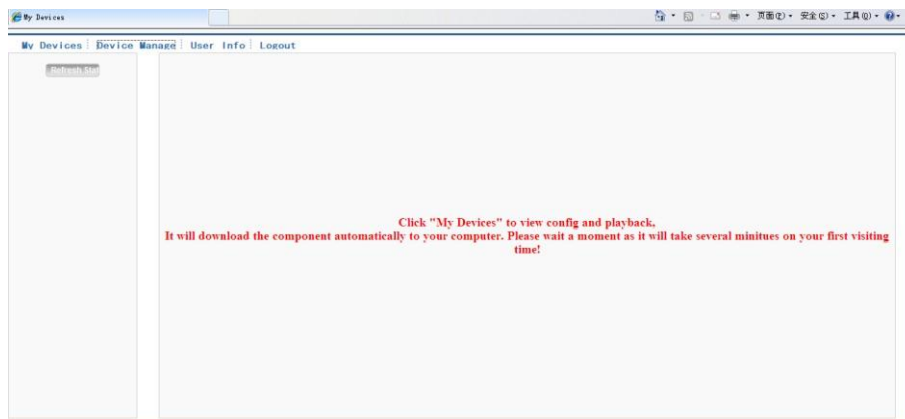 My Devices
页面(P) 安全(S) 工具(O)
My Devices Device Manage User Info Logout
Refresh Stat
Click "My Devices" to view config and playback,
It will download the component automatically to your computer. Please wait a moment as it will take several minitues on your first visiting
time!